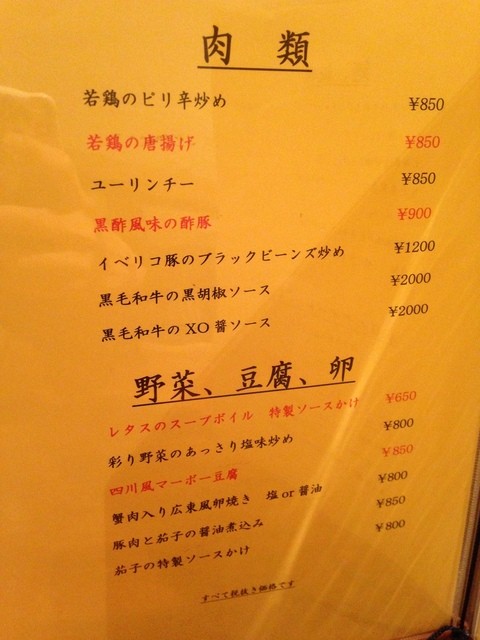 肉 類
若鶏のピリ辛炒め ¥850
若鶏の唐揚げ ¥850
ユーリンチー ¥850
黒酢風味の酢豚 ¥900
イベリコ豚のブラックビーンズ炒め ¥1200
黒毛和牛の黒胡椒ソース ¥2000
黒毛和牛のXO醤ソース ¥2000
野菜、豆腐、卵
レタスのスープボイル 特製ソースかけ ¥650
彩り野菜のあっさり塩味炒め ¥800
四川風マーボー豆腐 ¥850
蟹肉入り広東風卵焼き 塩or醤油 ¥800
豚肉と茄子の醤油煮込み ¥850
茄子の特製ソースかけ ¥800
すべて税抜き価格です